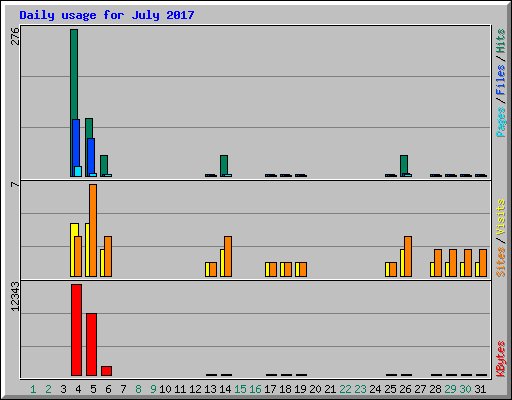 Daily usage for July 2017
276
Pages/Files/Hits
7
Sites/Visits
12343
KBytes
1 2 3 4 5 6 7 8 9 10 11 12 13 14 15 16 17 18 19 20 21 22 23 24 25 26 27 28 29 30 31